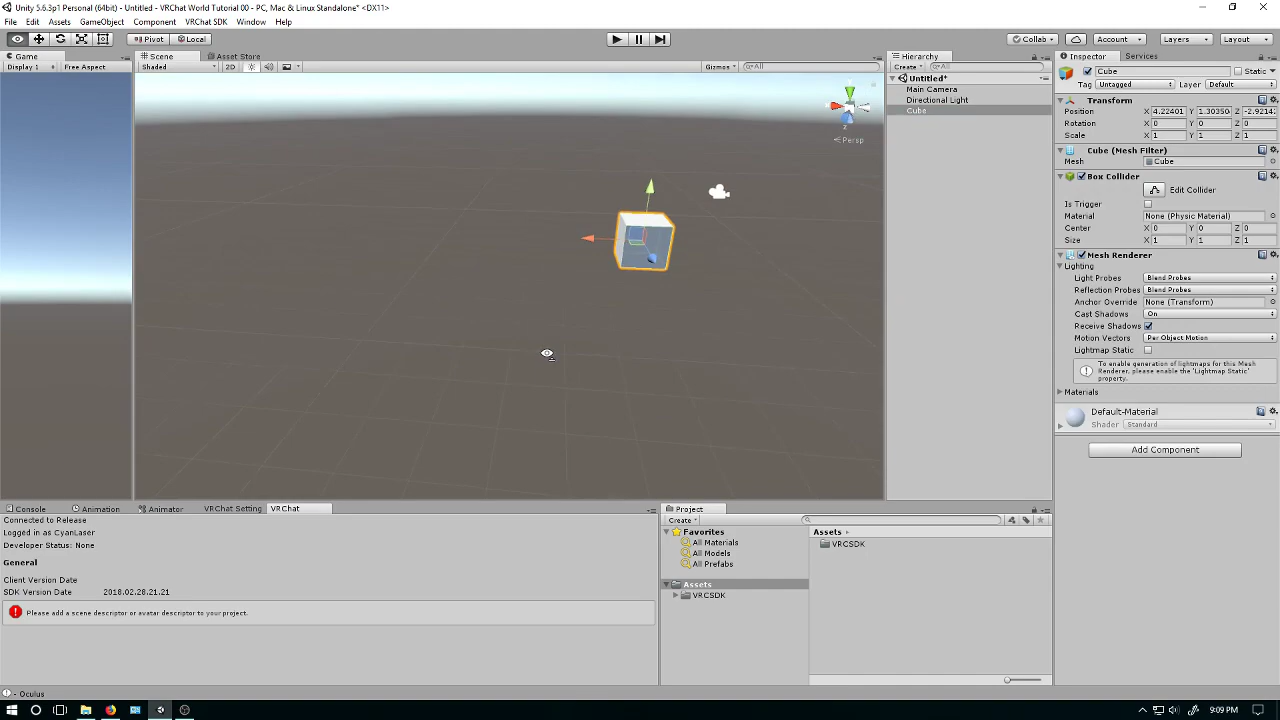 Unity 5.6.3p1 Personal (64bit) - Untitled - VRChat World Tutorial 00 - PC, Mac & Linux Standalone* <DX11>
File Edit Assets GameObject Component VRChat SDK Window Help
Pivot Local Collab Account Layers Layout
Game Scene Asset Store Hierarchy Inspector Services
Display 1 Free Aspect Shaded 2D Gizmos All Create All
Cube Static
Untitled*
Tag Untagged Layer Default
Main Camera
Directional Light
Cube
Transform
Position X 4.22401 Y 1.30350 Z -2.9214
Rotation X 0 Y 0 Z 0
Scale X 1 Y 1 Z 1
z
Persp
Cube (Mesh Filter)
Mesh Cube
Box Collider
Edit Collider
Is Trigger
Material None (Physic Material)
Center X 0 Y 0 Z 0
Size X 1 Y 1 Z 1
Mesh Renderer
Lighting
Light Probes Blend Probes
Reflection Probes Blend Probes
Anchor Override None (Transform)
Cast Shadows On
Receive Shadows
Motion Vectors Per Object Motion
Lightmap Static
To enable generation of lightmaps for this Mesh Renderer, please enable the 'Lightmap Static' property.
Materials
Default-Material
Shader Standard
Add Component
Console Animation Animator VRChat Setting VRChat
Connected to Release
Logged in as CyanLaser
Developer Status: None
General
Client Version Date
SDK Version Date 2018.02.28.21.21
Please add a scene descriptor or avatar descriptor to your project.
Project
Create
Favorites
All Materials
All Models
All Prefabs
Assets
VRCSDK
Assets
VRCSDK
- Oculus
9:09 PM